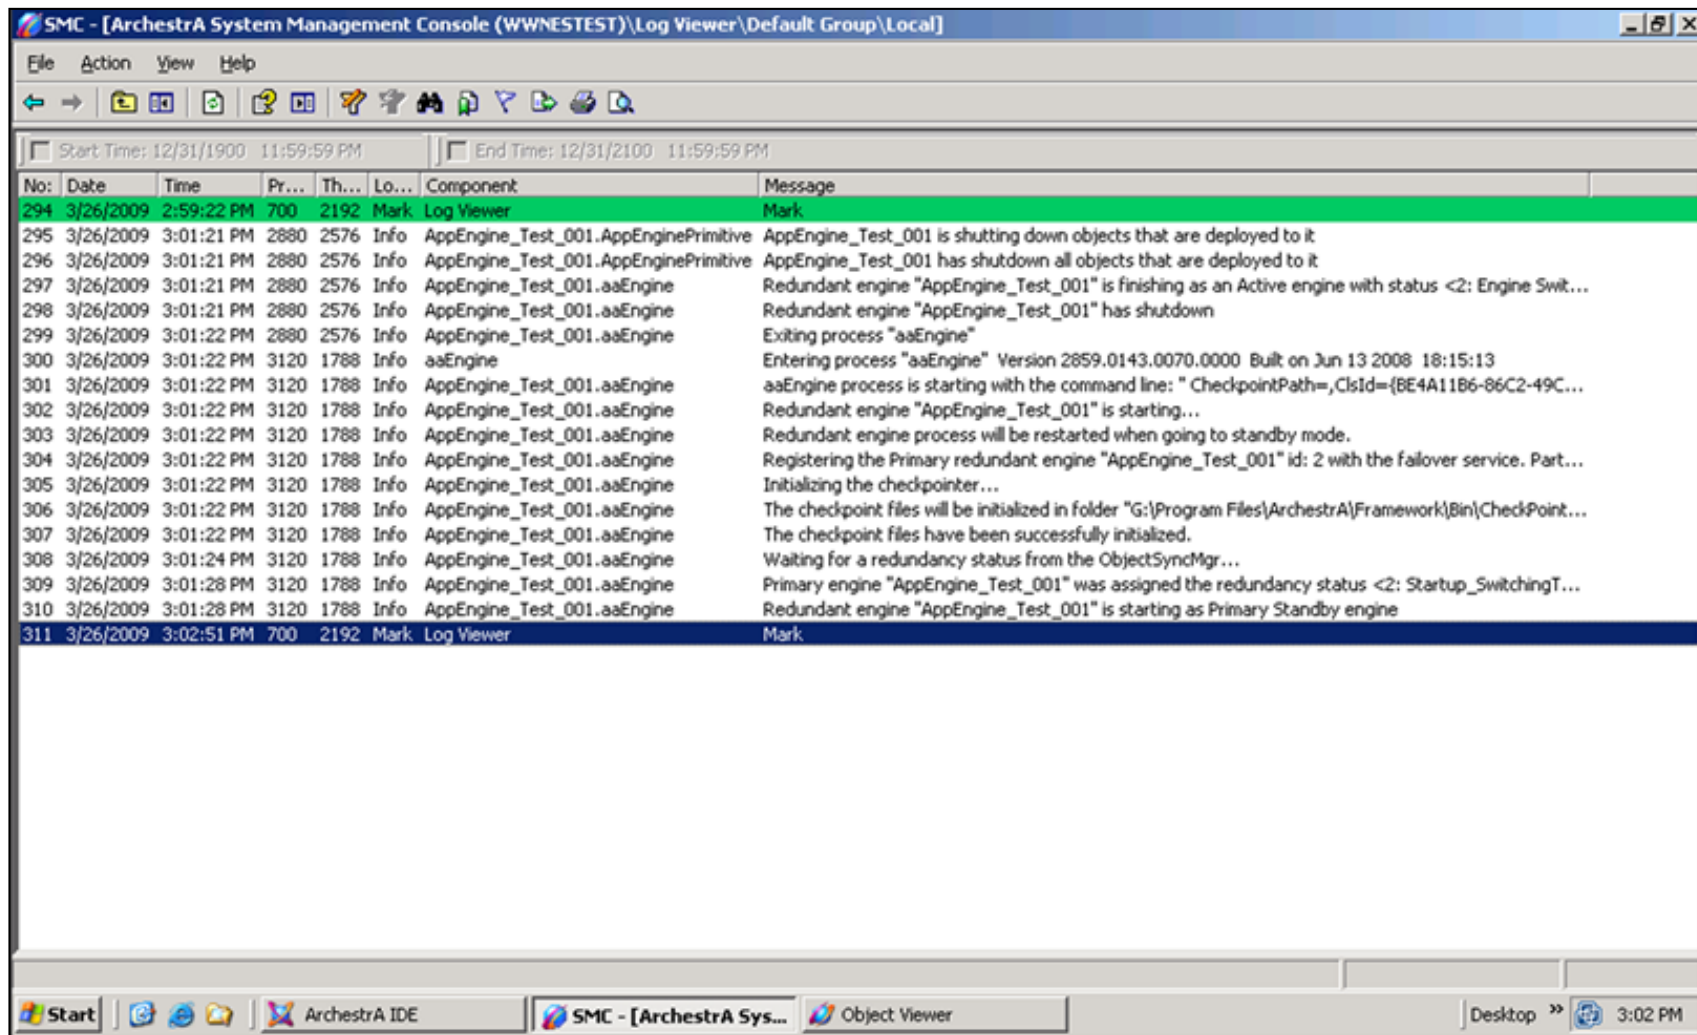 SMC - [ArchestrA System Management Console (WWNESTEST)\Log Viewer\Default Group\Local]
File Action View Help
Start Time: 12/31/1900 11:59:59 PM End Time: 12/31/2100 11:59:59 PM
No: Date Time Pr... Th... Lo... Component Message
294 3/26/2009 2:59:22 PM 700 2192 Mark Log Viewer Mark
295 3/26/2009 3:01:21 PM 2880 2576 Info AppEngine_Test_001.AppEnginePrimitive AppEngine_Test_001 is shutting down objects that are deployed to it
296 3/26/2009 3:01:21 PM 2880 2576 Info AppEngine_Test_001.AppEnginePrimitive AppEngine_Test_001 has shutdown all objects that are deployed to it
297 3/26/2009 3:01:21 PM 2880 2576 Info AppEngine_Test_001.aaEngine Redundant engine "AppEngine_Test_001" is finishing as an Active engine with status <2: Engine Swit...
298 3/26/2009 3:01:21 PM 2880 2576 Info AppEngine_Test_001.aaEngine Redundant engine "AppEngine_Test_001" has shutdown
299 3/26/2009 3:01:22 PM 2880 2576 Info AppEngine_Test_001.aaEngine Exiting process "aaEngine"
300 3/26/2009 3:01:22 PM 3120 1788 Info aaEngine Entering process "aaEngine" Version 2859.0143.0070.0000 Built on Jun 13 2008 18:15:13
301 3/26/2009 3:01:22 PM 3120 1788 Info AppEngine_Test_001.aaEngine aaEngine process is starting with the command line: " CheckpointPath=,ClsId={BE4A11B6-86C2-49C...
302 3/26/2009 3:01:22 PM 3120 1788 Info AppEngine_Test_001.aaEngine Redundant engine "AppEngine_Test_001" is starting...
303 3/26/2009 3:01:22 PM 3120 1788 Info AppEngine_Test_001.aaEngine Redundant engine process will be restarted when going to standby mode.
304 3/26/2009 3:01:22 PM 3120 1788 Info AppEngine_Test_001.aaEngine Registering the Primary redundant engine "AppEngine_Test_001" id: 2 with the failover service. Part...
305 3/26/2009 3:01:22 PM 3120 1788 Info AppEngine_Test_001.aaEngine Initializing the checkpointer...
306 3/26/2009 3:01:22 PM 3120 1788 Info AppEngine_Test_001.aaEngine The checkpoint files will be initialized in folder "G:\Program Files\ArchestrA\Framework\Bin\CheckPoint...
307 3/26/2009 3:01:22 PM 3120 1788 Info AppEngine_Test_001.aaEngine The checkpoint files have been successfully initialized.
308 3/26/2009 3:01:24 PM 3120 1788 Info AppEngine_Test_001.aaEngine Waiting for a redundancy status from the ObjectSyncMgr...
309 3/26/2009 3:01:28 PM 3120 1788 Info AppEngine_Test_001.aaEngine Primary engine "AppEngine_Test_001" was assigned the redundancy status <2: Startup_SwitchingT...
310 3/26/2009 3:01:28 PM 3120 1788 Info AppEngine_Test_001.aaEngine Redundant engine "AppEngine_Test_001" is starting as Primary Standby engine
311 3/26/2009 3:02:51 PM 700 2192 Mark Log Viewer Mark
Start ArchestrA IDE SMC - [ArchestrA Sys... Object Viewer Desktop » 3:02 PM